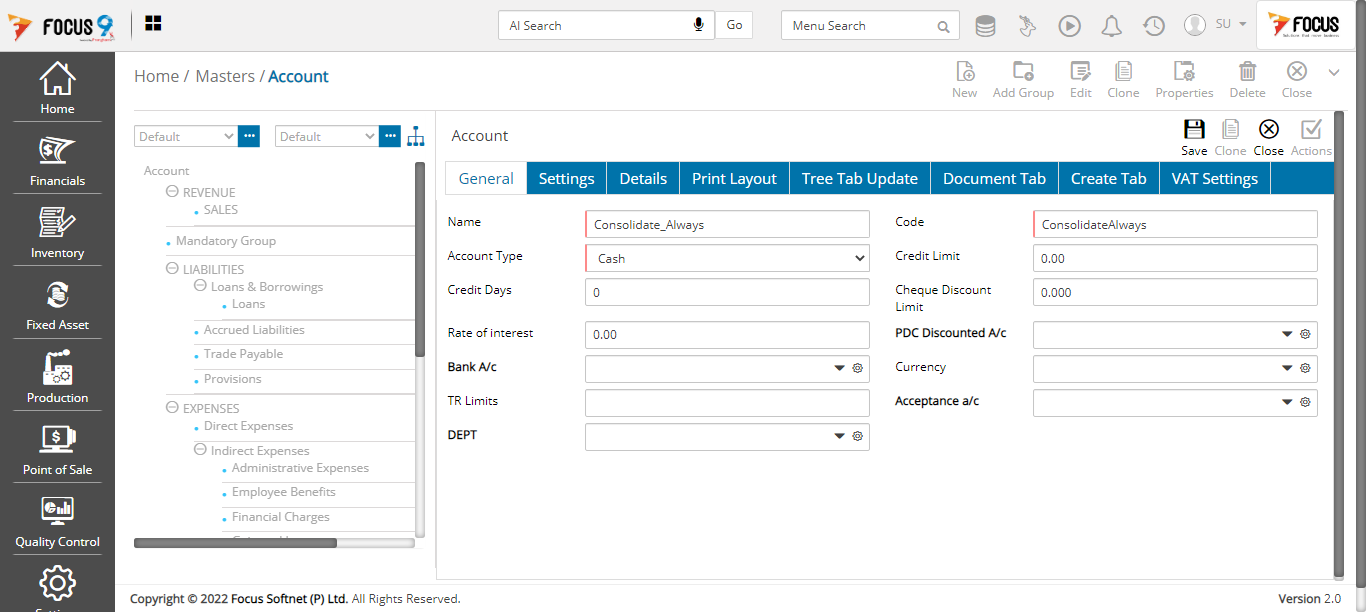 FOCUS 9
AI Search
Go
Menu Search
SU
FOCUS
Home
Financials
Inventory
Fixed Asset
Production
Point of Sale
Quality Control
Home / Masters / Account
New
Add Group
Edit
Clone
Properties
Delete
Close
Default
Default
Account
REVENUE
SALES
Mandatory Group
LIABILITIES
Loans & Borrowings
Loans
Accrued Liabilities
Trade Payable
Provisions
EXPENSES
Direct Expenses
Indirect Expenses
Administrative Expenses
Employee Benefits
Financial Charges
Account
Save
Clone
Close
Actions
General
Settings
Details
Print Layout
Tree Tab Update
Document Tab
Create Tab
VAT Settings
Name
Consolidate_Always
Code
ConsolidateAlways
Account Type
Cash
Credit Limit
0.00
Credit Days
0
Cheque Discount
Limit
0.000
Rate of interest
0.00
PDC Discounted A/c
Bank A/c
Currency
TR Limits
Acceptance a/c
DEPT
Copyright © 2022 Focus Softnet (P) Ltd. All Rights Reserved.
Version 2.0